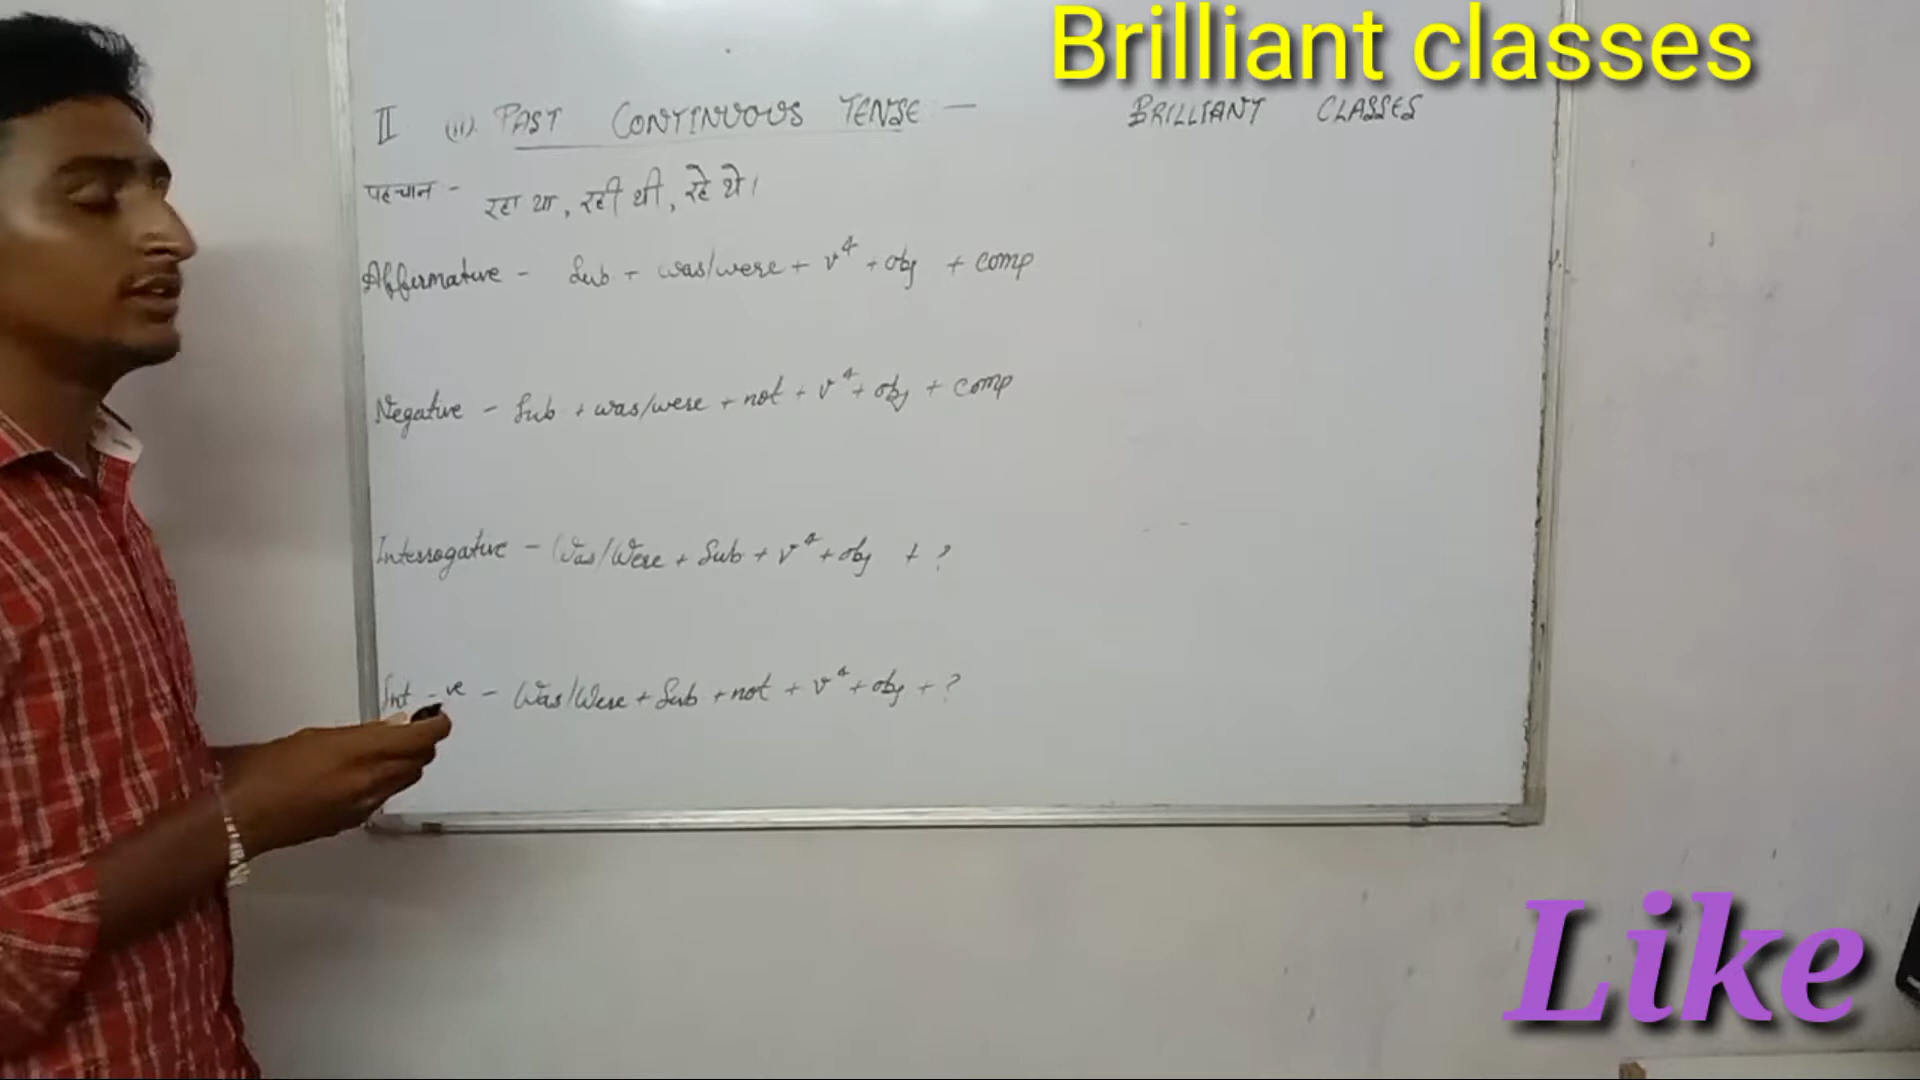 Brilliant classes
II (ii) PAST CONTINUOUS TENSE —
BRILLIANT CLASSES
पहचान - रहा था, रही थी, रहे थे।
Affirmative - Sub + was/were + v⁴ + obj + comp
Negative - Sub + was/were + not + v⁴ + obj + comp
Interrogative - Was/Were + Sub + v⁴ + obj + ?
Int -ve - Was/Were + Sub + not + v⁴ + obj + ?
Like